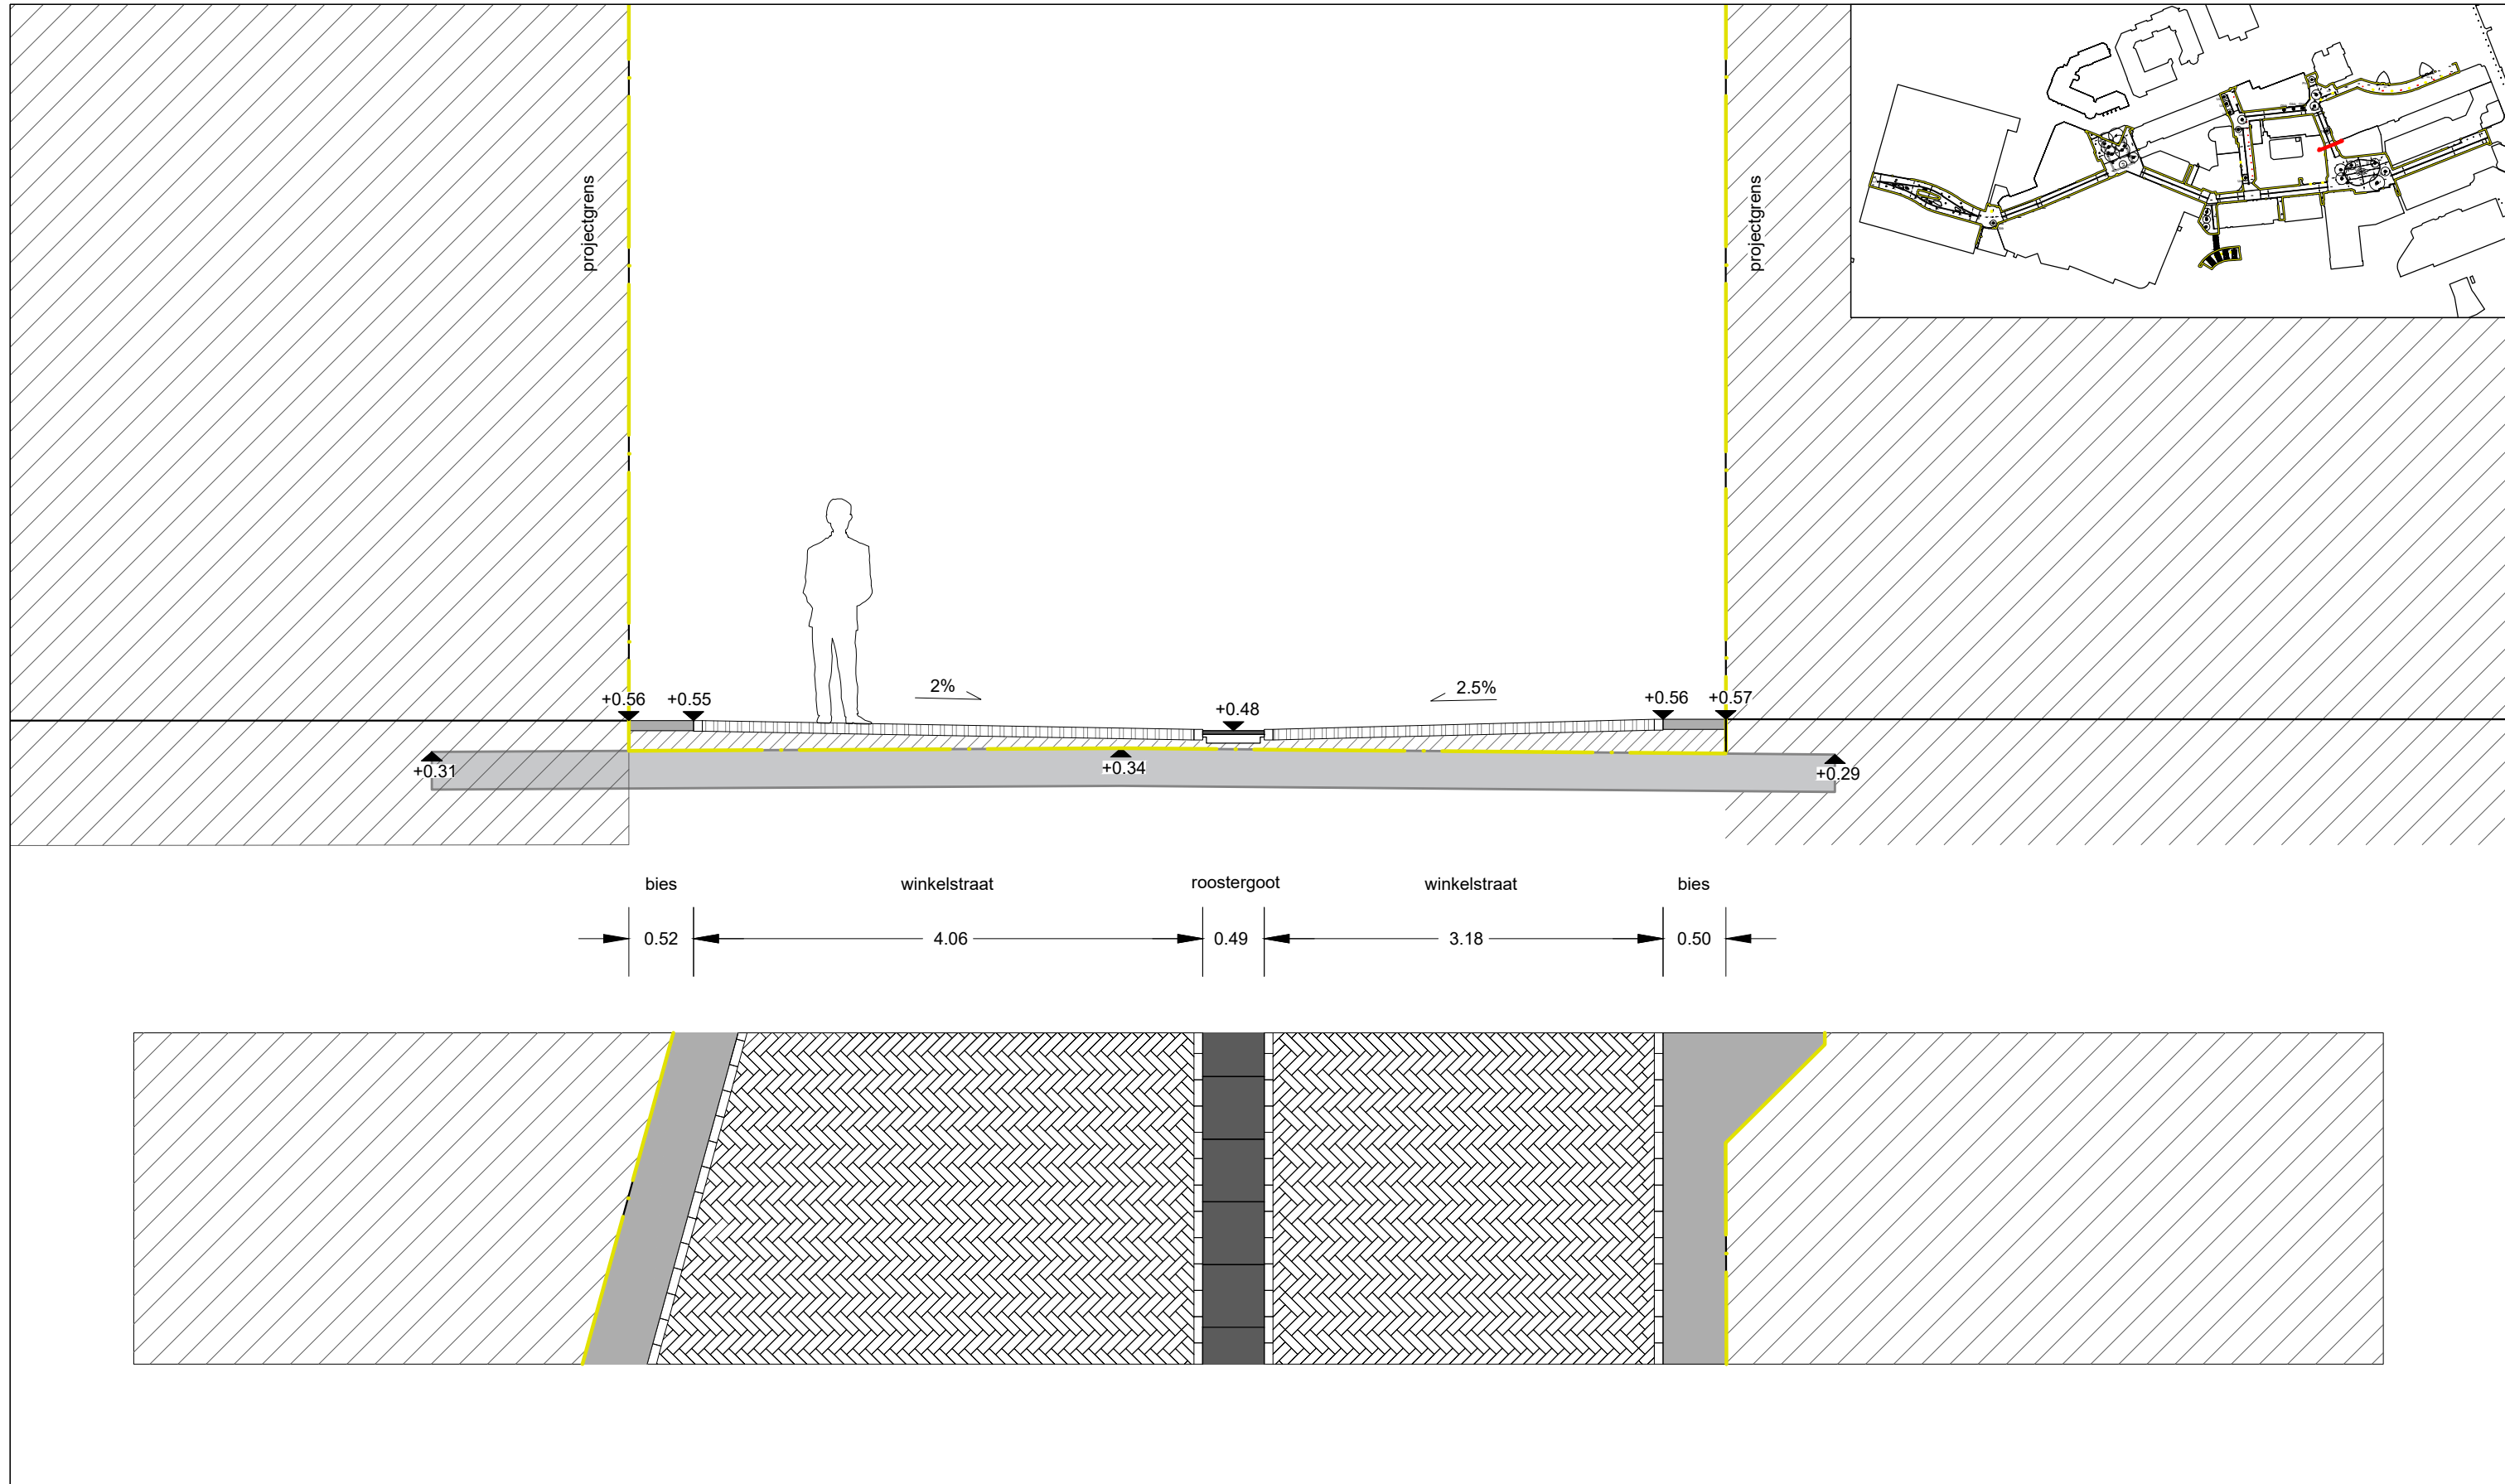 projectgrens
projectgrens
2%
2.5%
+0.56
+0.55
+0.48
+0.56
+0.57
+0.31
+0.34
+0.29
bies
winkelstraat
roostergoot
winkelstraat
bies
0.52
4.06
0.49
3.18
0.50